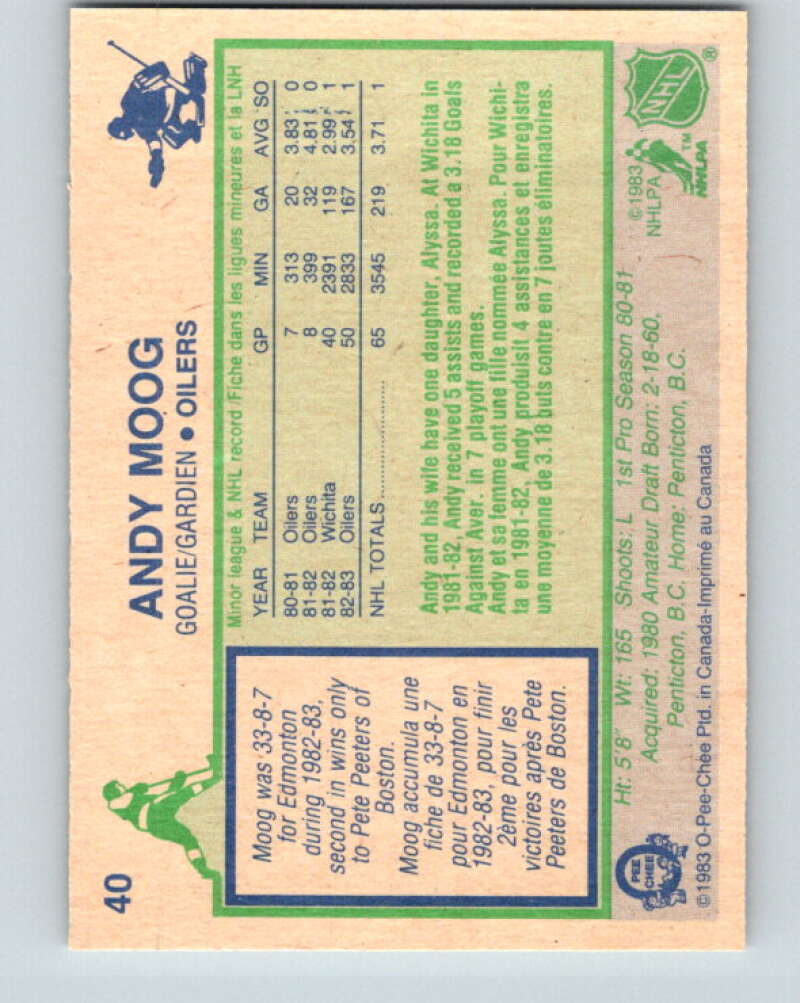 40
ANDY MOOG
GOALIE/GARDIEN • OILERS
Moog was 33-8-7
for Edmonton
during 1982-83,
second in wins only
to Pete Peeters of
Boston.
Moog accumula une
fiche de 33-8-7
pour Edmonton en
1982-83, pour finir
2ème pour les
victoires après Pete
Peeters de Boston.
Minor league & NHL record/Fiche dans les ligues mineures et la LNH
YEAR TEAM GP MIN GA AVG SO
80-81 Oilers 7 313 20 3.83 0
81-82 Oilers 8 399 32 4.81 0
81-82 Wichita 40 2391 119 2.99 1
82-83 Oilers 50 2833 167 3.54 1
NHL TOTALS 65 3545 219 3.71 1
Andy and his wife have one daughter, Alyssa. At Wichita in
1981-82, Andy received 5 assists and recorded a 3.18 Goals
Against Aver. in 7 playoff games.
Andy et sa femme ont une fille nommée Alyssa. Pour Wichi-
ta en 1981-82, Andy produisit 4 assistances et enregistra
une moyenne de 3.18 buts contre en 7 joutes éliminatoires.
Ht: 5'8" Wt: 165 Shoots: L 1st Pro Season 80-81
Acquired: 1980 Amateur Draft Born: 2-18-60,
Penticton, B.C. Home: Penticton, B.C.
©1983 O-Pee-Chee Ptd. in Canada-Imprimé au Canada
O PEE CHEE
©1983
NHLPA
NHL ®
NHLPA ™